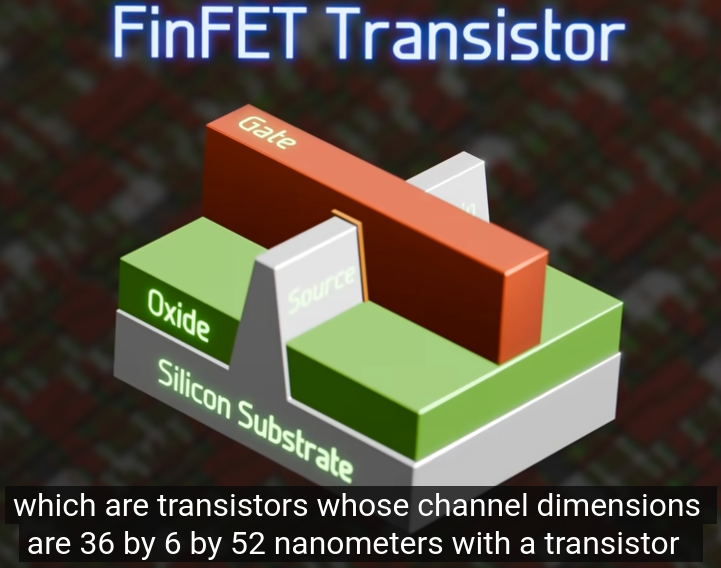 FinFET Transistor
Gate
Source
Oxide
Silicon Substrate
which are transistors whose channel dimensions
are 36 by 6 by 52 nanometers with a transistor